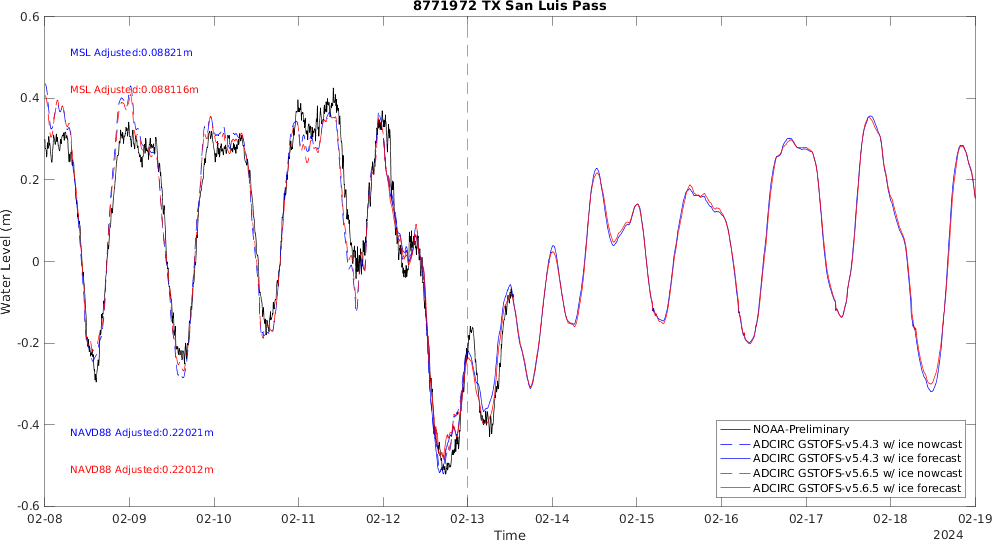 8771972 TX San Luis Pass
0.6
0.4
0.2
0
-0.2
-0.4
-0.6
Water Level (m)
MSL Adjusted:0.08821m
MSL Adjusted:0.088116m
NAVD88 Adjusted:0.22021m
NAVD88 Adjusted:0.22012m
NOAA-Preliminary
ADCIRC GSTOFS-v5.4.3 w/ ice nowcast
ADCIRC GSTOFS-v5.4.3 w/ ice forecast
ADCIRC GSTOFS-v5.6.5 w/ ice nowcast
ADCIRC GSTOFS-v5.6.5 w/ ice forecast
02-08 02-09 02-10 02-11 02-12 02-13 02-14 02-15 02-16 02-17 02-18 02-19
Time
2024